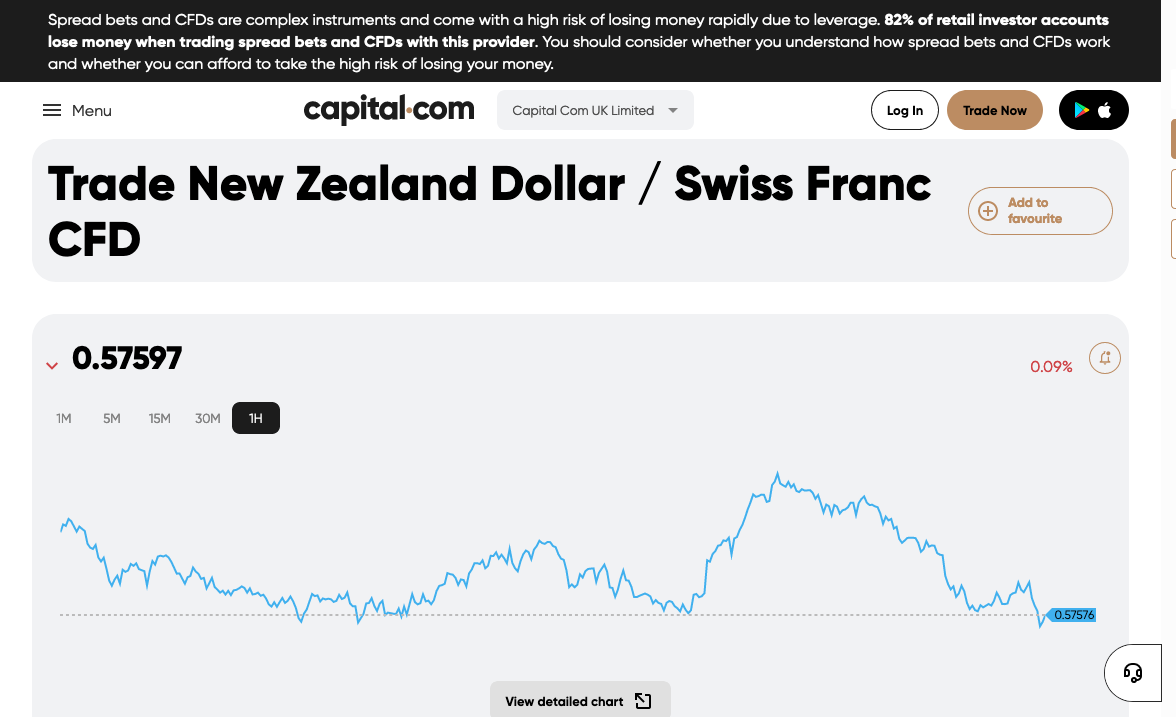 Spread bets and CFDs are complex instruments and come with a high risk of losing money rapidly due to leverage. 82% of retail investor accounts
lose money when trading spread bets and CFDs with this provider. You should consider whether you understand how spread bets and CFDs work
and whether you can afford to take the high risk of losing your money.
Menu
capital.com
Capital Com UK Limited
Log In
Trade Now
Trade New Zealand Dollar / Swiss Franc
CFD
Add to
favourite
0.57597
0.09%
1M
5M
15M
30M
1H
0.57576
View detailed chart